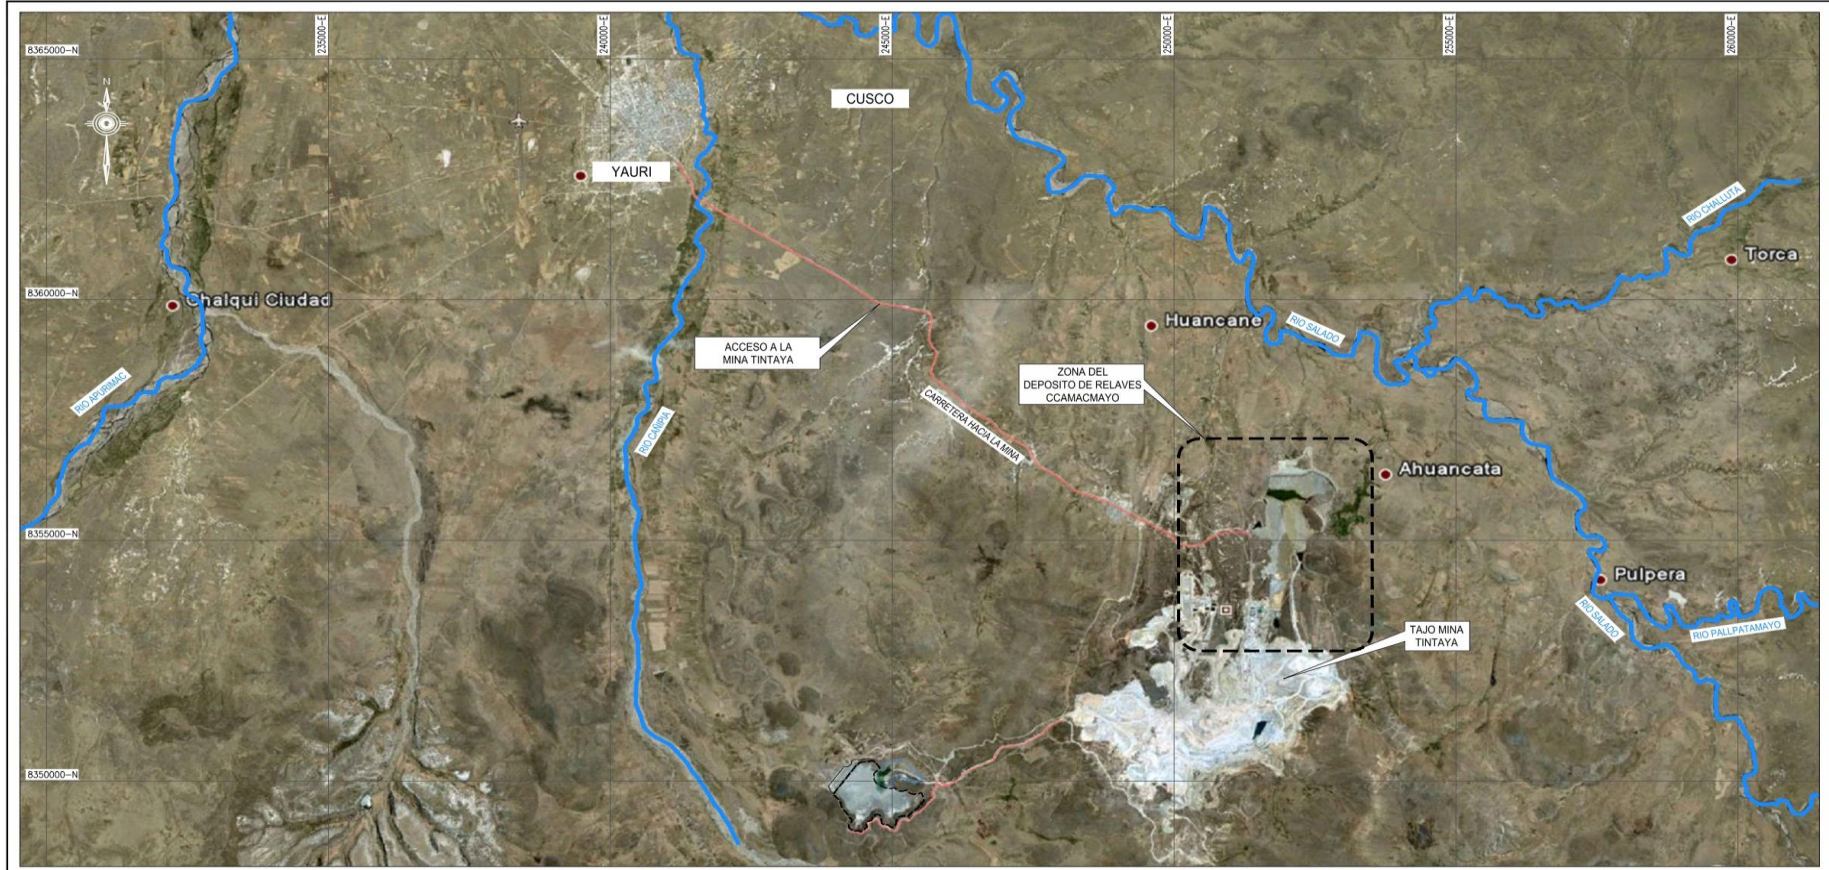 235000-E
240000-E
245000-E
250000-E
255000-E
260000-E
8365000-N
N
CUSCO
YAURI
RIO CHALLUTA
Torca
8360000-N
Chalqui Ciudad
Huancane
RIO SALADO
ACCESO A LA
MINA TINTAYA
ZONA DEL
DEPOSITO DE RELAVES
CCAMACMAYO
RIO APURIMAC
RIO CAÑIPIA
CARRETERA HACIA LA MINA
Ahuancata
8355000-N
Pulpera
RIO SALADO
RIO PALLPATAMAYO
TAJO MINA
TINTAYA
8350000-N